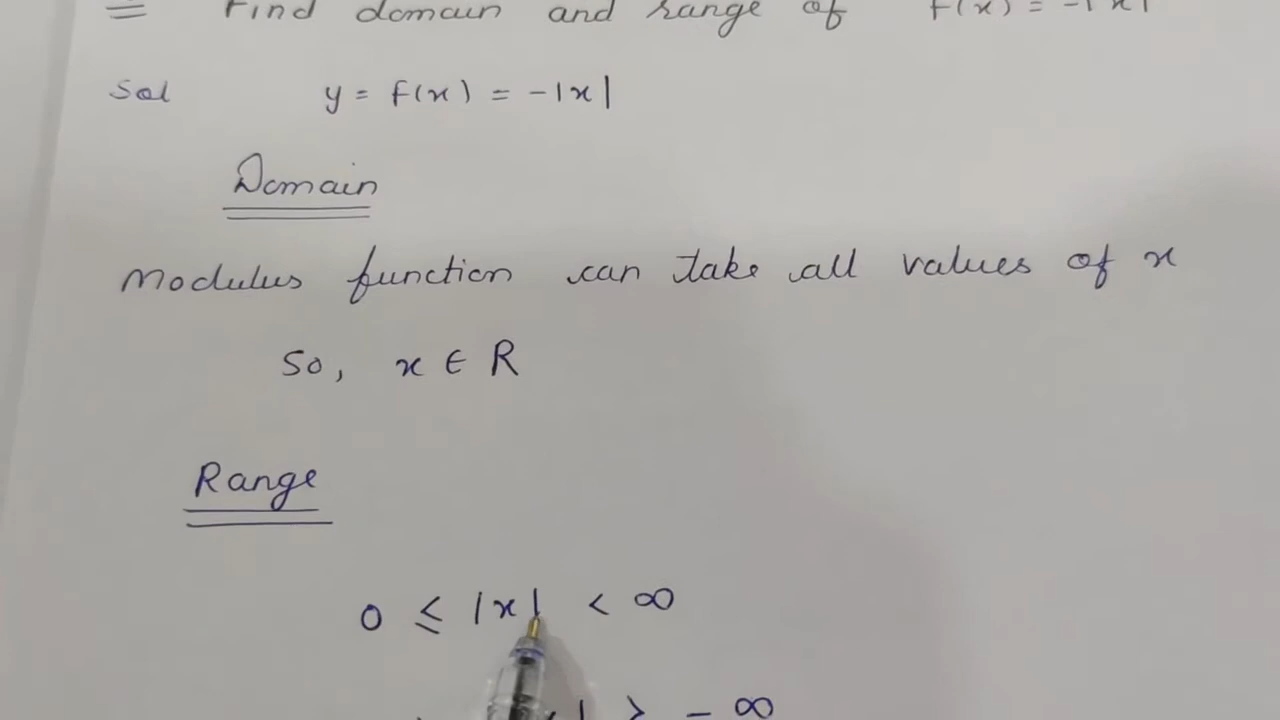 Find domain and range of f(x) = -|x|
Sol y = f(x) = -|x|
Domain
Modulus function can take all values of x
So, x ∈ R
Range
0 ≤ |x| < ∞
x| > - ∞